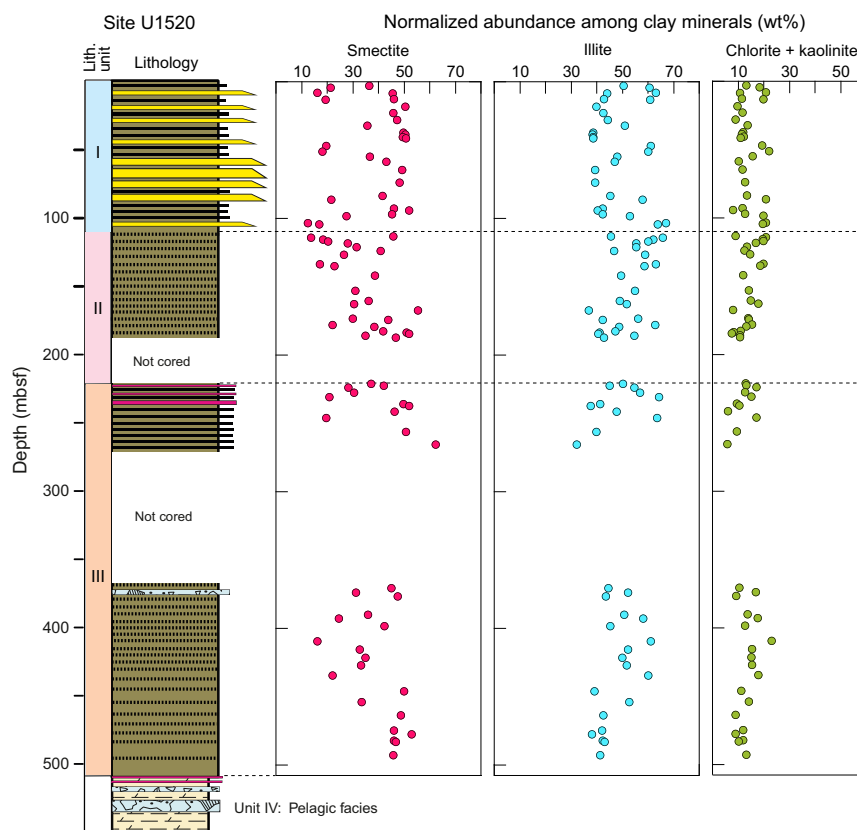 Site U1520
Normalized abundance among clay minerals (wt%)
Lith. unit
Lithology
Smectite
Illite
Chlorite + kaolinite
10 30 50 70
10 30 50 70
10 30 50
I
100
II
200
Not cored
Depth (mbsf)
300
Not cored
III
400
500
Unit IV: Pelagic facies